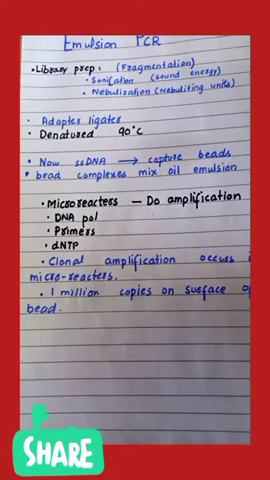 Emulsion PCR
• Library prep: (Fragmentation)
• Sonication (sound energy)
• Nebulization (Nebuliting units)
• Adapter ligater
• Denatured 90°C
• Now ssDNA → capture beads
• bead complexes mix oil emulsion
• Microreacters — Do amplification
• DNA pol
• Primers
• dNTP
• Clonal amplification occurs i
micro-reacters.
• 1 million copies on surface of
bead.
SHARE